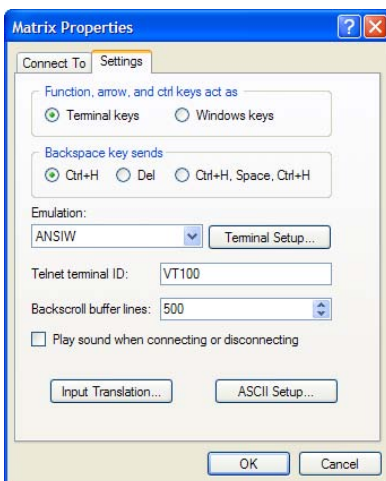 Matrix Properties
Connect To Settings
Function, arrow, and ctrl keys act as
Terminal keys Windows keys
Backspace key sends
Ctrl+H Del Ctrl+H, Space, Ctrl+H
Emulation:
ANSIW Terminal Setup...
Telnet terminal ID: VT100
Backscroll buffer lines: 500
Play sound when connecting or disconnecting
Input Translation... ASCII Setup...
OK Cancel